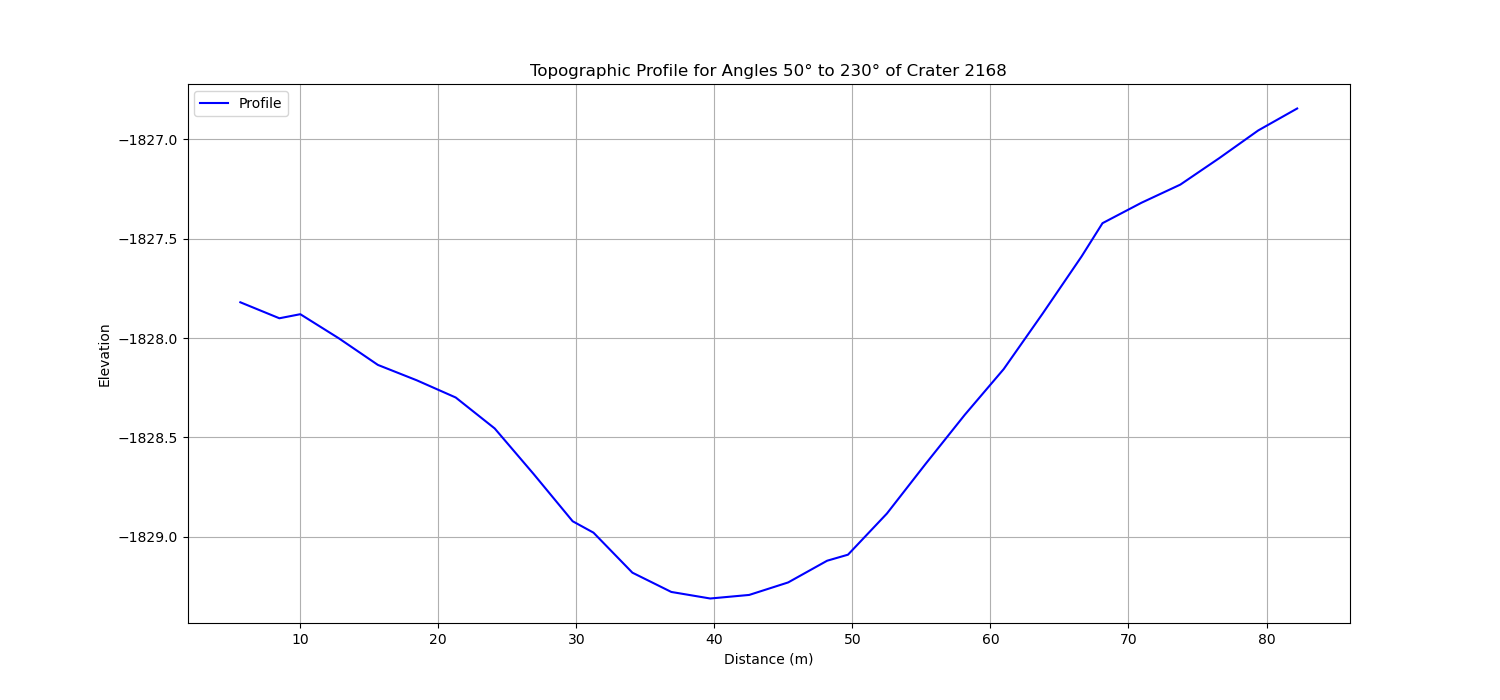 Topographic Profile for Angles 50° to 230° of Crater 2168
Profile
−1827.0
−1827.5
−1828.0
−1828.5
−1829.0
Elevation
10 20 30 40 50 60 70 80
Distance (m)